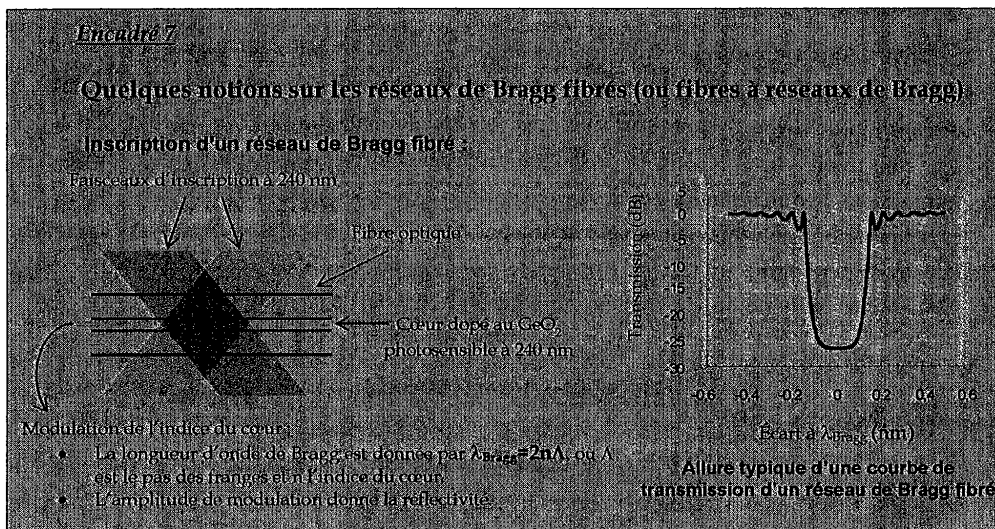 Encadré 7
Quelques notions sur les réseaux de Bragg fibrés (ou fibres à réseaux de Bragg)
Inscription d'un réseau de Bragg fibré :
Faisceaux d'inscription à 240 nm
Fibre optique
Cœur dopé au GeO2
photosensible à 240 nm
Modulation de l'indice du cœur :
• La longueur d'onde de Bragg est donnée par λBragg=2nΛ, où Λ
est le pas des franges et n l'indice du cœur
• L'amplitude de modulation donne la réflectivité
Transmission (dB)
5
0
-5
-10
-15
-20
-25
-30
-0.6
-0.4
-0.2
0
0.2
0.4
0.6
Ecart à λBragg (nm)
Allure typique d'une courbe de
transmission d'un réseau de Bragg fibré